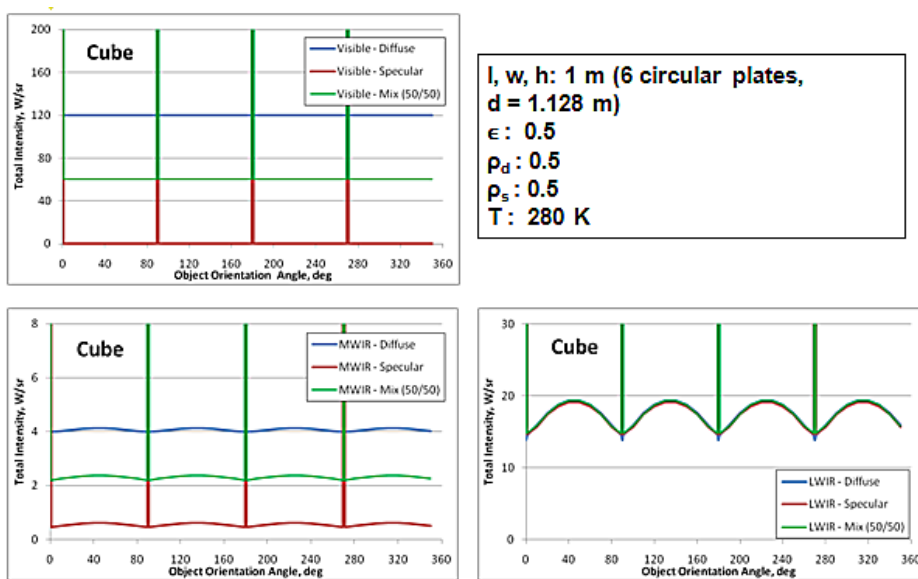 Cube
Visible - Diffuse
Visible - Specular
Visible - Mix (50/50)
Total Intensity, W/sr
200
160
120
80
40
0
0 40 80 120 160 200 240 280 320 360
Object Orientation Angle, deg
l, w, h: 1 m (6 circular plates,
d = 1.128 m)
ϵ : 0.5
ρd : 0.5
ρs : 0.5
T : 280 K
Cube
MWIR - Diffuse
MWIR - Specular
MWIR - Mix (50/50)
Total Intensity, W/sr
8
6
4
2
0
0 40 80 120 160 200 240 280 320 360
Object Orientation Angle, deg
Cube
LWIR - Diffuse
LWIR - Specular
LWIR - Mix (50/50)
Total Intensity, W/sr
30
20
10
0
0 40 80 120 160 200 240 280 320 360
Object Orientation Angle, deg